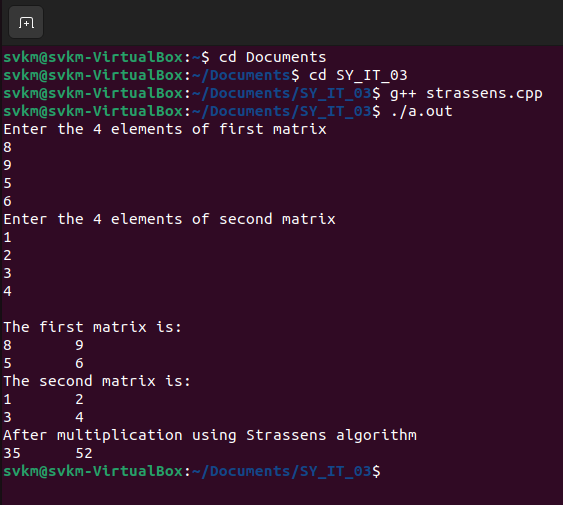 svkm@svkm-VirtualBox:~$ cd Documents
svkm@svkm-VirtualBox:~/Documents$ cd SY_IT_03
svkm@svkm-VirtualBox:~/Documents/SY_IT_03$ g++ strassens.cpp
svkm@svkm-VirtualBox:~/Documents/SY_IT_03$ ./a.out
Enter the 4 elements of first matrix
8
9
5
6
Enter the 4 elements of second matrix
1
2
3
4

The first matrix is:
8 9
5 6
The second matrix is:
1 2
3 4
After multiplication using Strassens algorithm
35 52
svkm@svkm-VirtualBox:~/Documents/SY_IT_03$